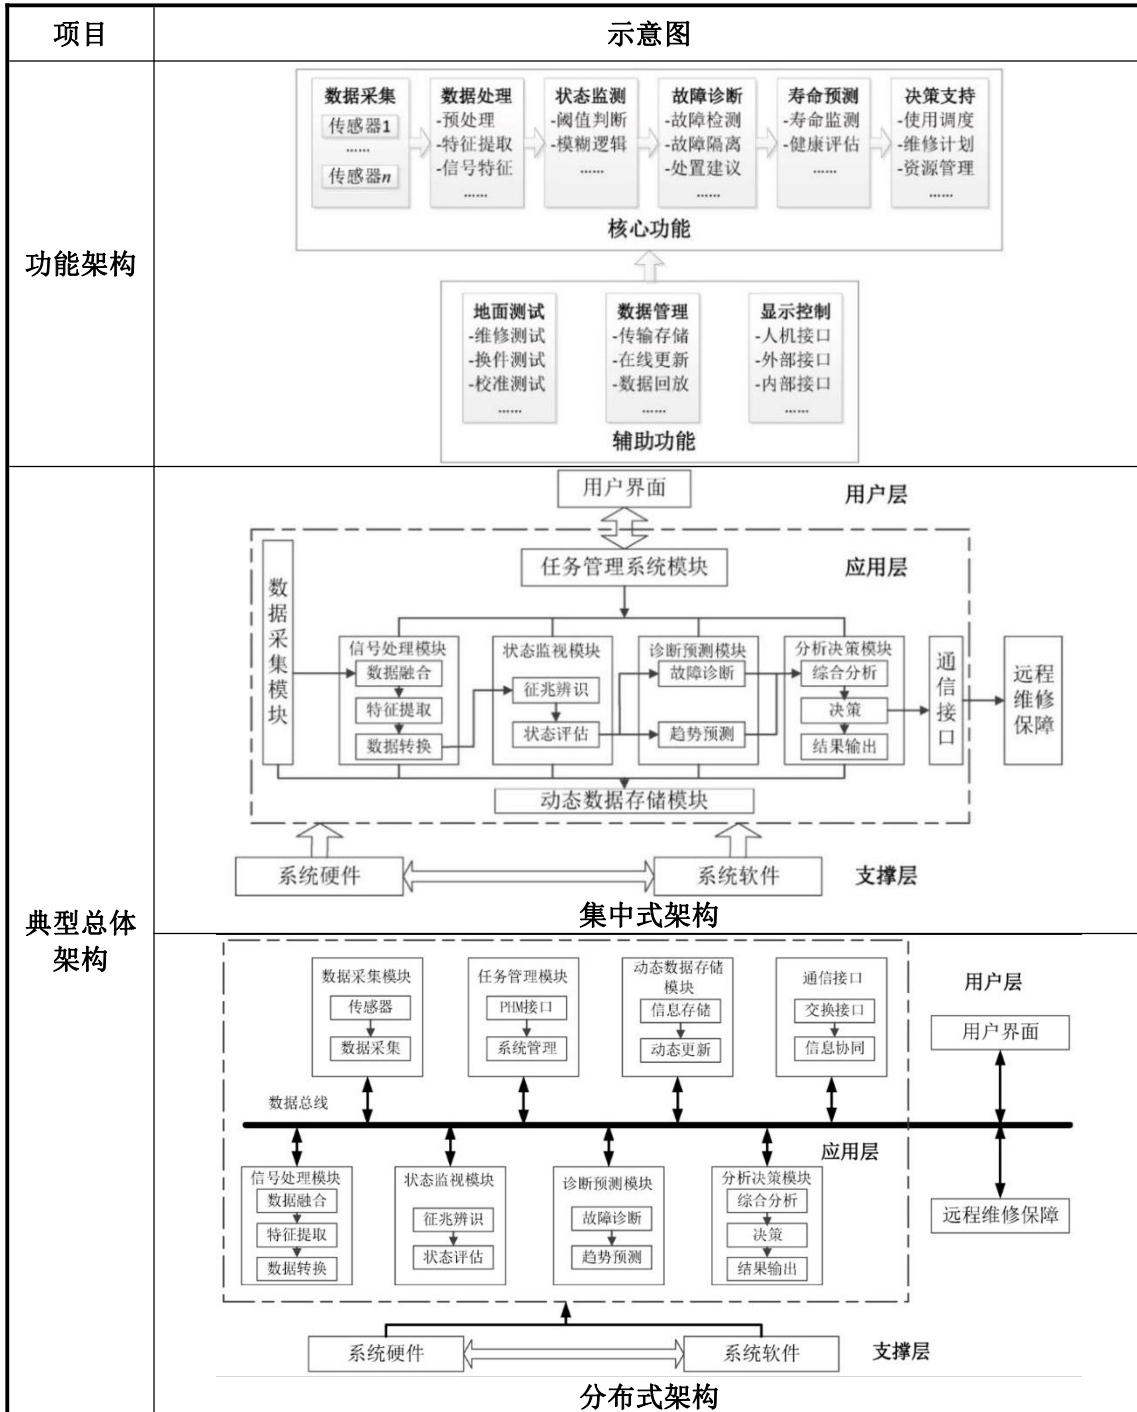 项目
示意图
功能架构
数据采集
传感器1
……
传感器n
数据处理
-预处理
-特征提取
-信号特征
……
状态监测
-阈值判断
-模糊逻辑
……
故障诊断
-故障检测
-故障隔离
-处置建议
……
寿命预测
-寿命监测
-健康评估
……
决策支持
-使用调度
-维修计划
-资源管理
……
核心功能
地面测试
-维修测试
-换件测试
-校准测试
……
数据管理
-传输存储
-在线更新
-数据回放
……
显示控制
-人机接口
-外部接口
-内部接口
……
辅助功能
典型总体
架构
用户界面
用户层
任务管理系统模块
应用层
数据采集模块
信号处理模块
数据融合
特征提取
数据转换
状态监视模块
征兆辨识
状态评估
诊断预测模块
故障诊断
趋势预测
分析决策模块
综合分析
决策
结果输出
通信接口
远程
维修
保障
动态数据存储模块
系统硬件
系统软件
支撑层
集中式架构
数据采集模块
传感器
数据采集
任务管理模块
PHM接口
系统管理
动态数据存储
模块
信息存储
动态更新
通信接口
交换接口
信息协同
用户层
用户界面
数据总线
应用层
信号处理模块
数据融合
特征提取
数据转换
状态监视模块
征兆辨识
状态评估
诊断预测模块
故障诊断
趋势预测
分析决策模块
综合分析
决策
结果输出
远程维修保障
系统硬件
系统软件
支撑层
分布式架构